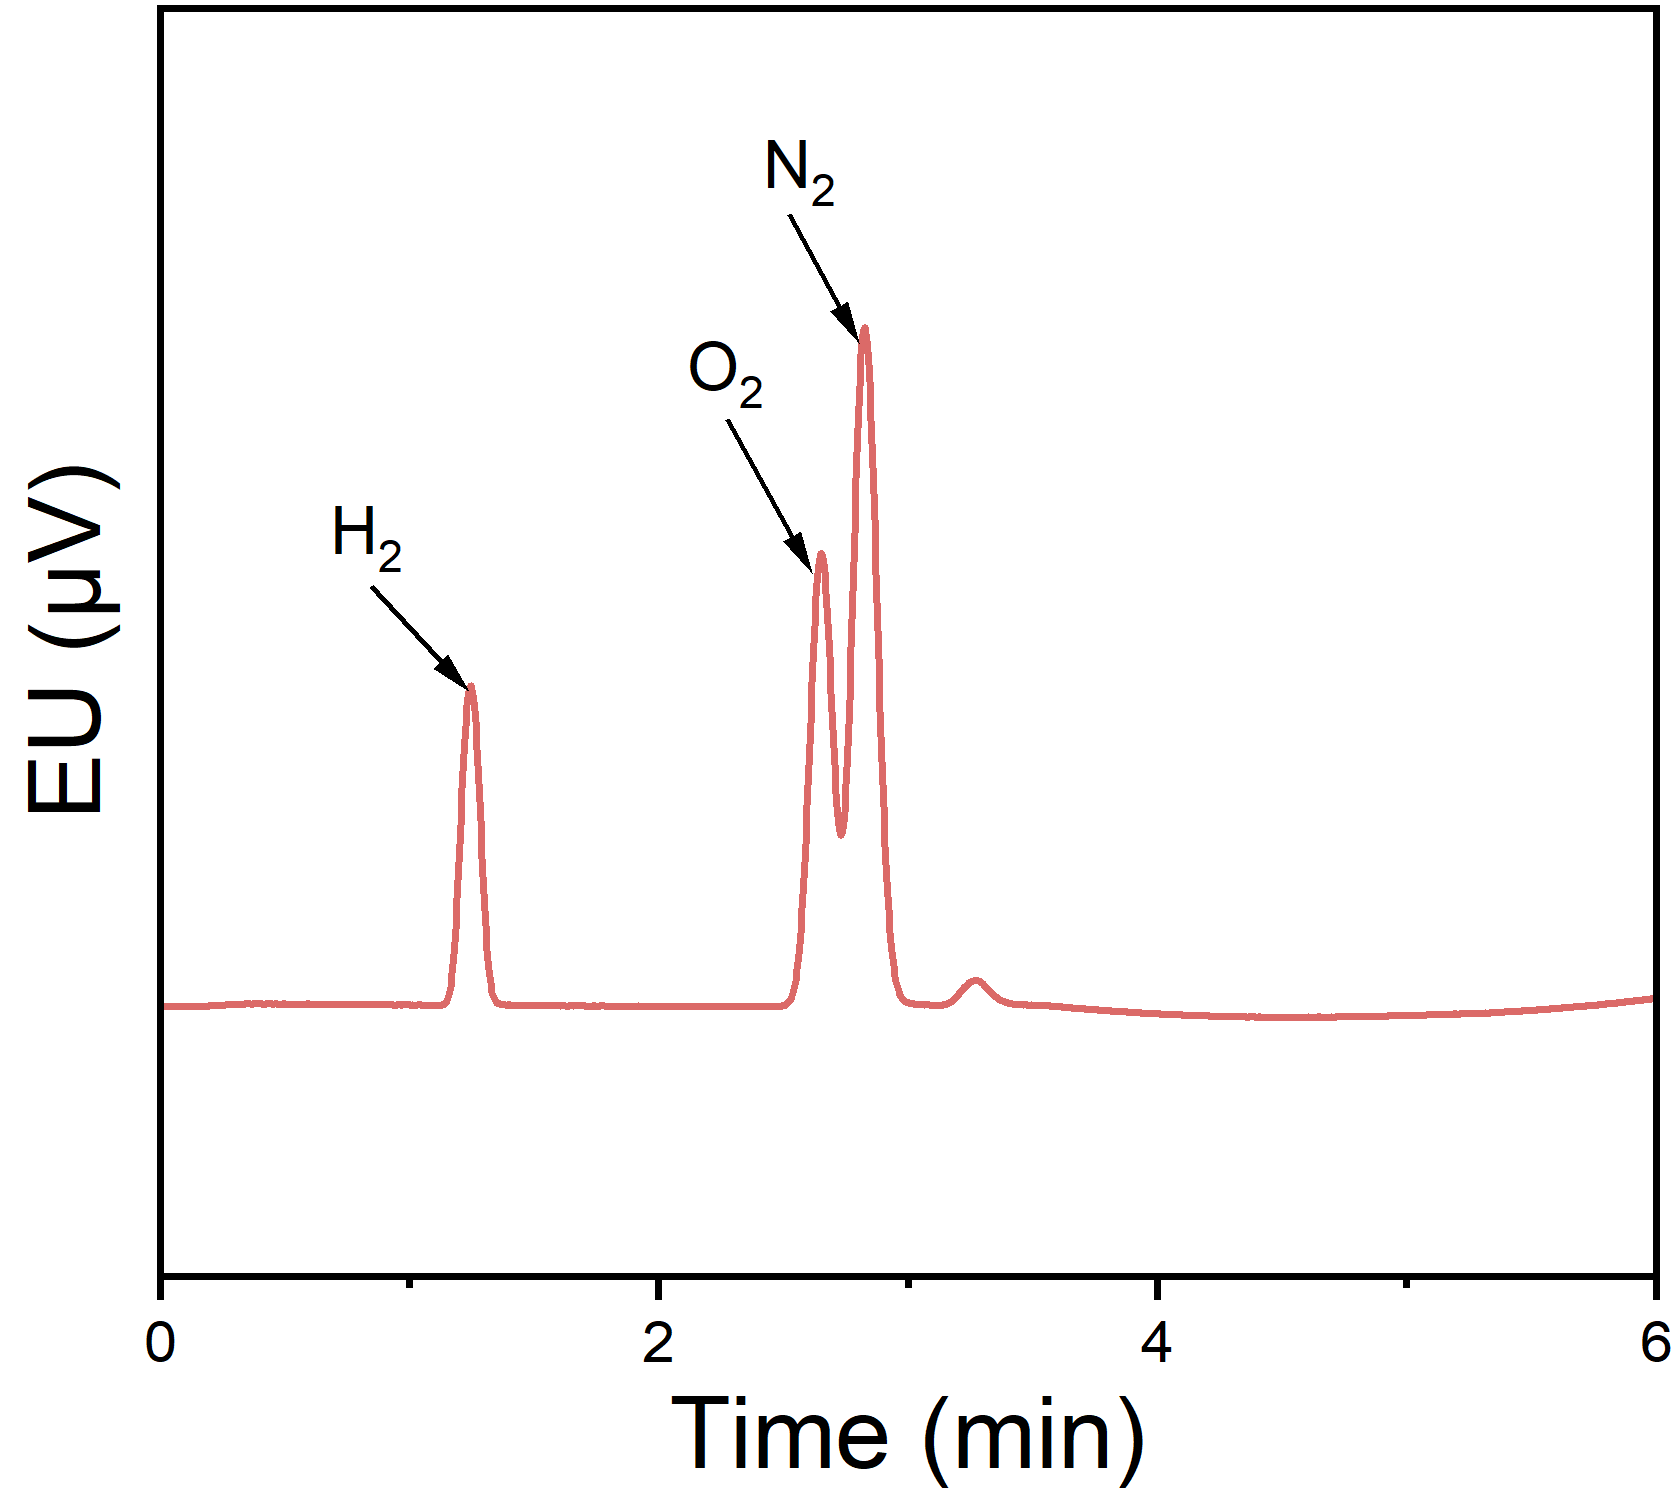 N₂
O₂
H₂
EU (μV)
0 2 4 6
Time (min)